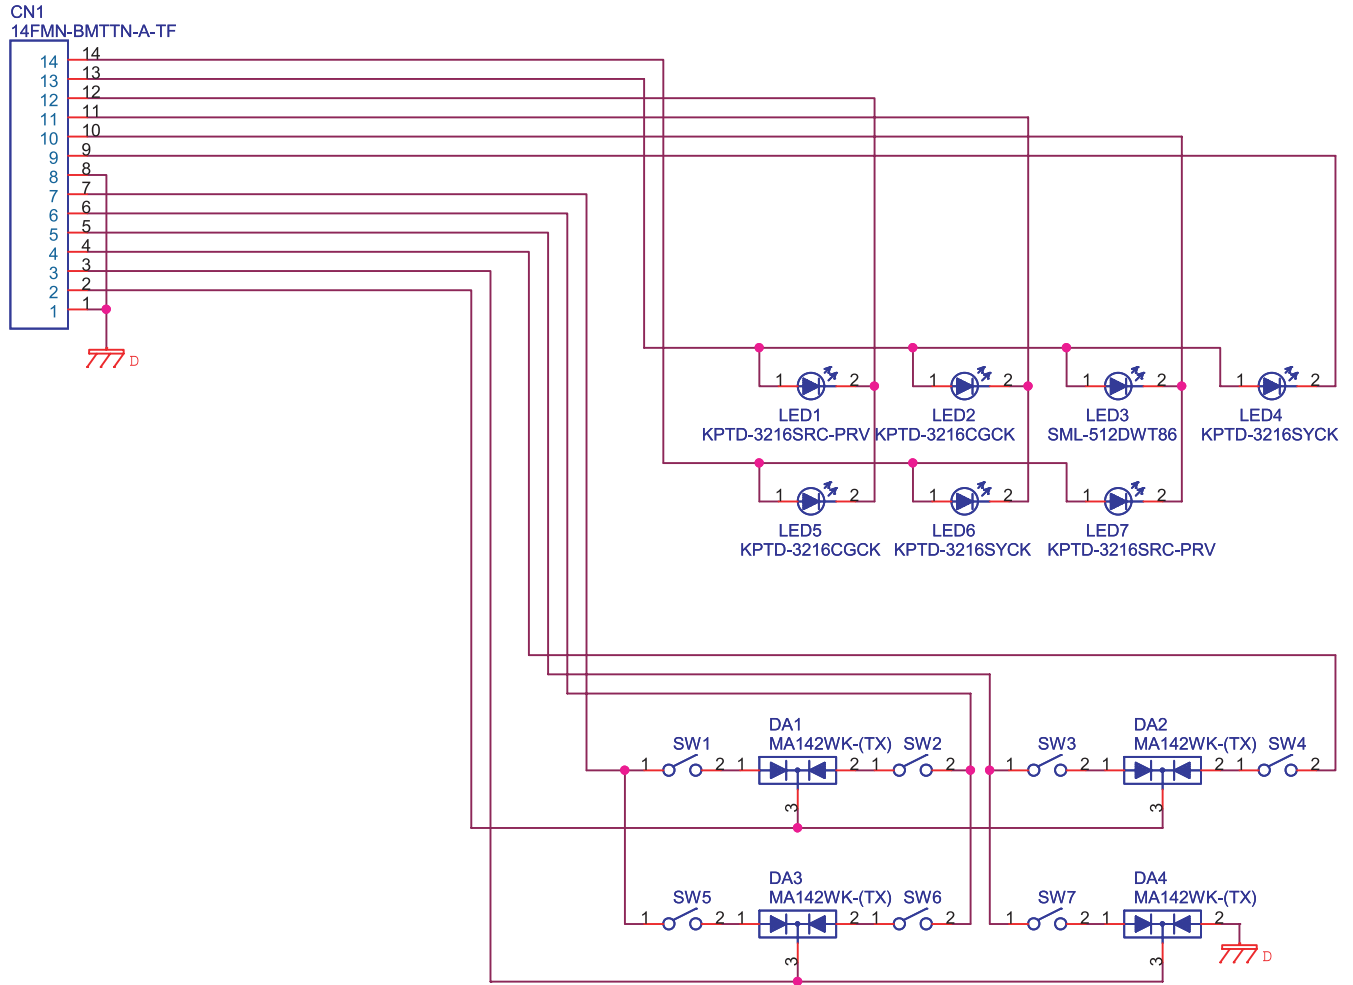 CN1
14FMN-BMTTN-A-TF
14 14
13 13
12 12
11 11
10 10
9 9
8 8
7 7
6 6
5 5
4 4
3 3
2 2
1 1
D
1 2 1 2 1 2 1 2
LED1 LED2 LED3 LED4
KPTD-3216SRC-PRV KPTD-3216CGCK SML-512DWT86 KPTD-3216SYCK
1 2 1 2 1 2
LED5 LED6 LED7
KPTD-3216CGCK KPTD-3216SYCK KPTD-3216SRC-PRV
DA1 DA2
SW1 MA142WK-(TX) SW2 SW3 MA142WK-(TX) SW4
1 2 1 2 1 2 1 2 1 2 1 2
3 3
DA3 DA4
SW5 MA142WK-(TX) SW6 SW7 MA142WK-(TX)
1 2 1 2 1 2 1 2 1 2
3 3
D